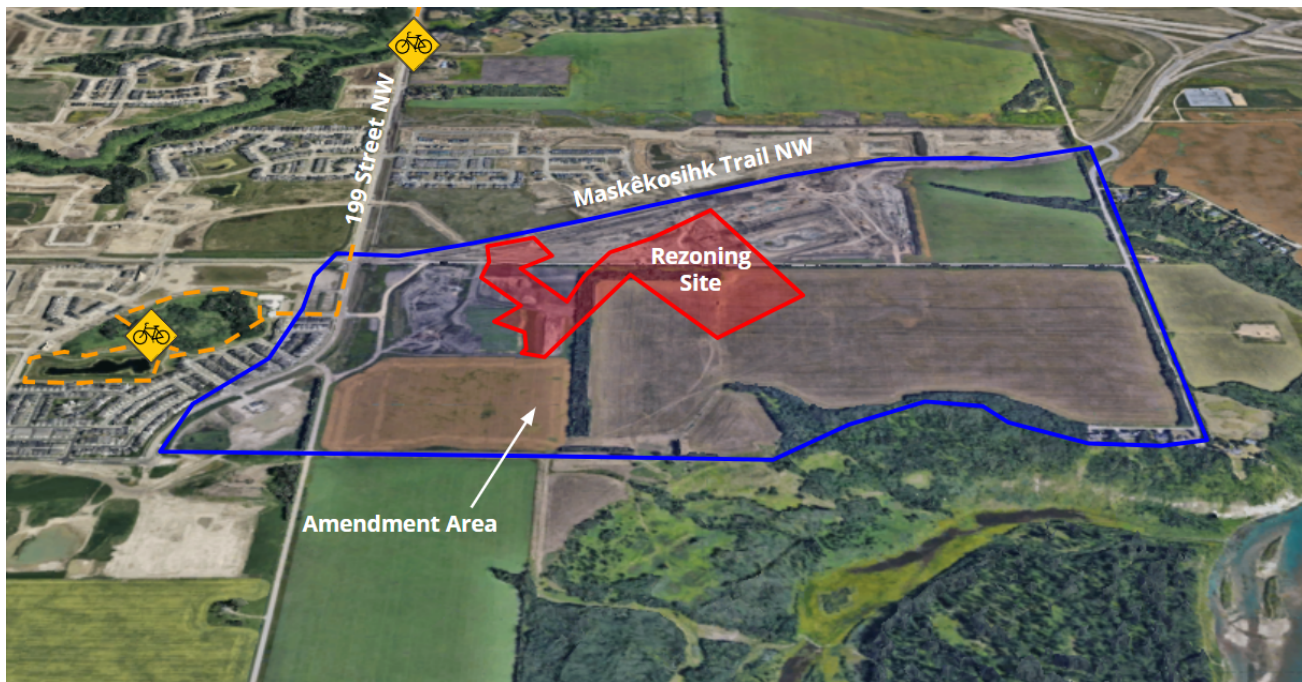 199 Street NW
Maskêkosihk Trail NW
Rezoning
Site
Amendment Area